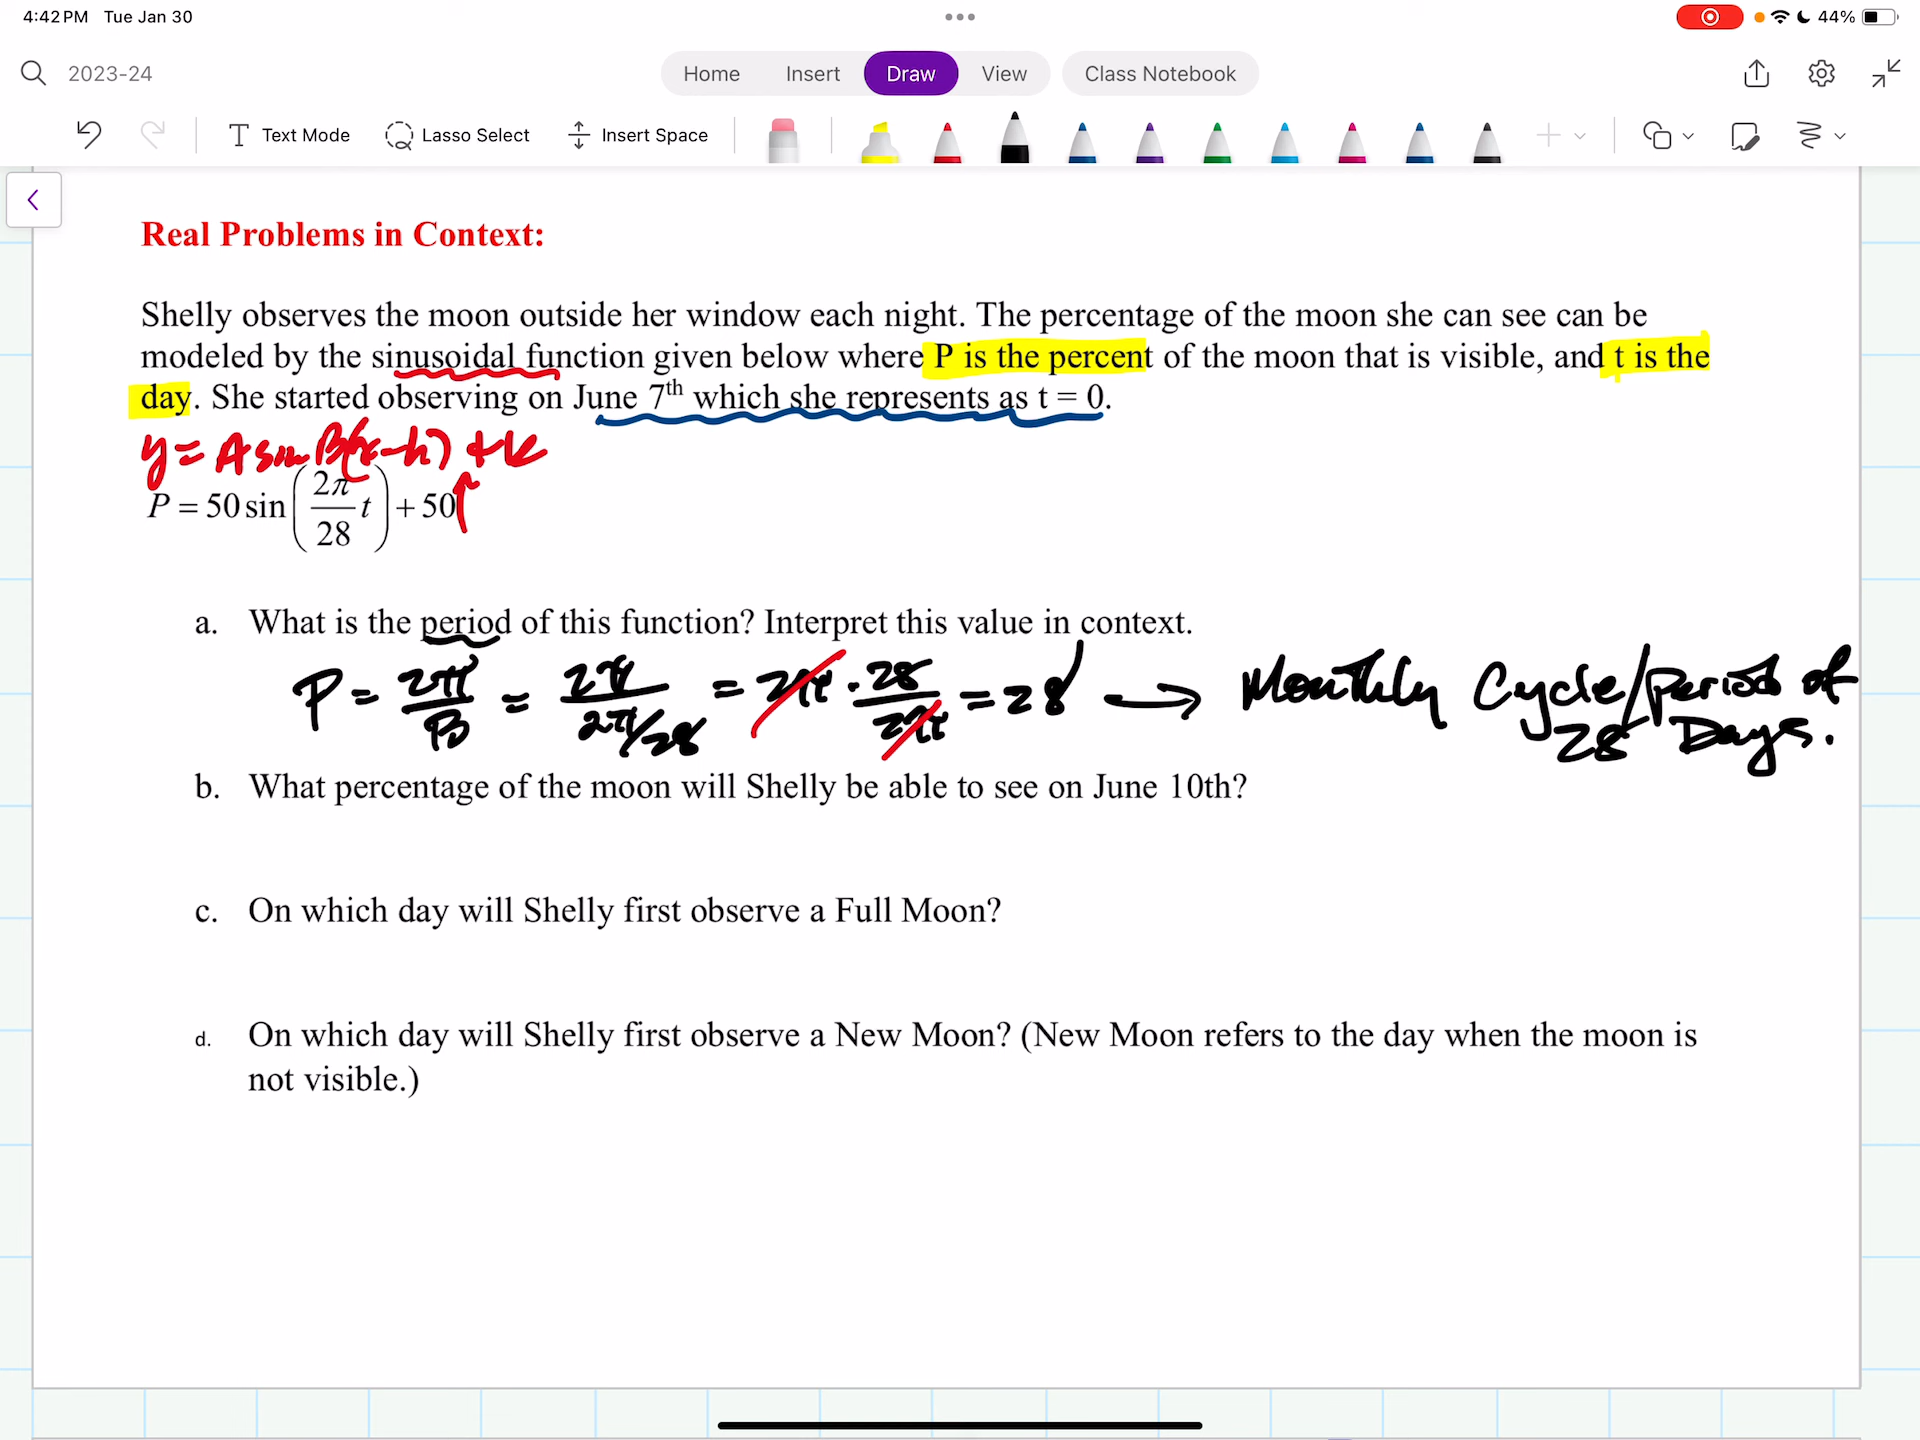 4:42 PM Tue Jan 30
44%
2023-24
Home Insert Draw View Class Notebook
Text Mode Lasso Select Insert Space
Real Problems in Context:
Shelly observes the moon outside her window each night. The percentage of the moon she can see can be
modeled by the sinusoidal function given below where P is the percent of the moon that is visible, and t is the
day. She started observing on June 7th which she represents as t = 0.
y = A sin B(x-h) + k
P = 50 sin(2π/28 t) + 50
a. What is the period of this function? Interpret this value in context.
P = 2π/B = 2π/2π/28 = 2π · 28/2π = 28 → Monthly Cycle/Period of
28 Days.
b. What percentage of the moon will Shelly be able to see on June 10th?
c. On which day will Shelly first observe a Full Moon?
d. On which day will Shelly first observe a New Moon? (New Moon refers to the day when the moon is
not visible.)